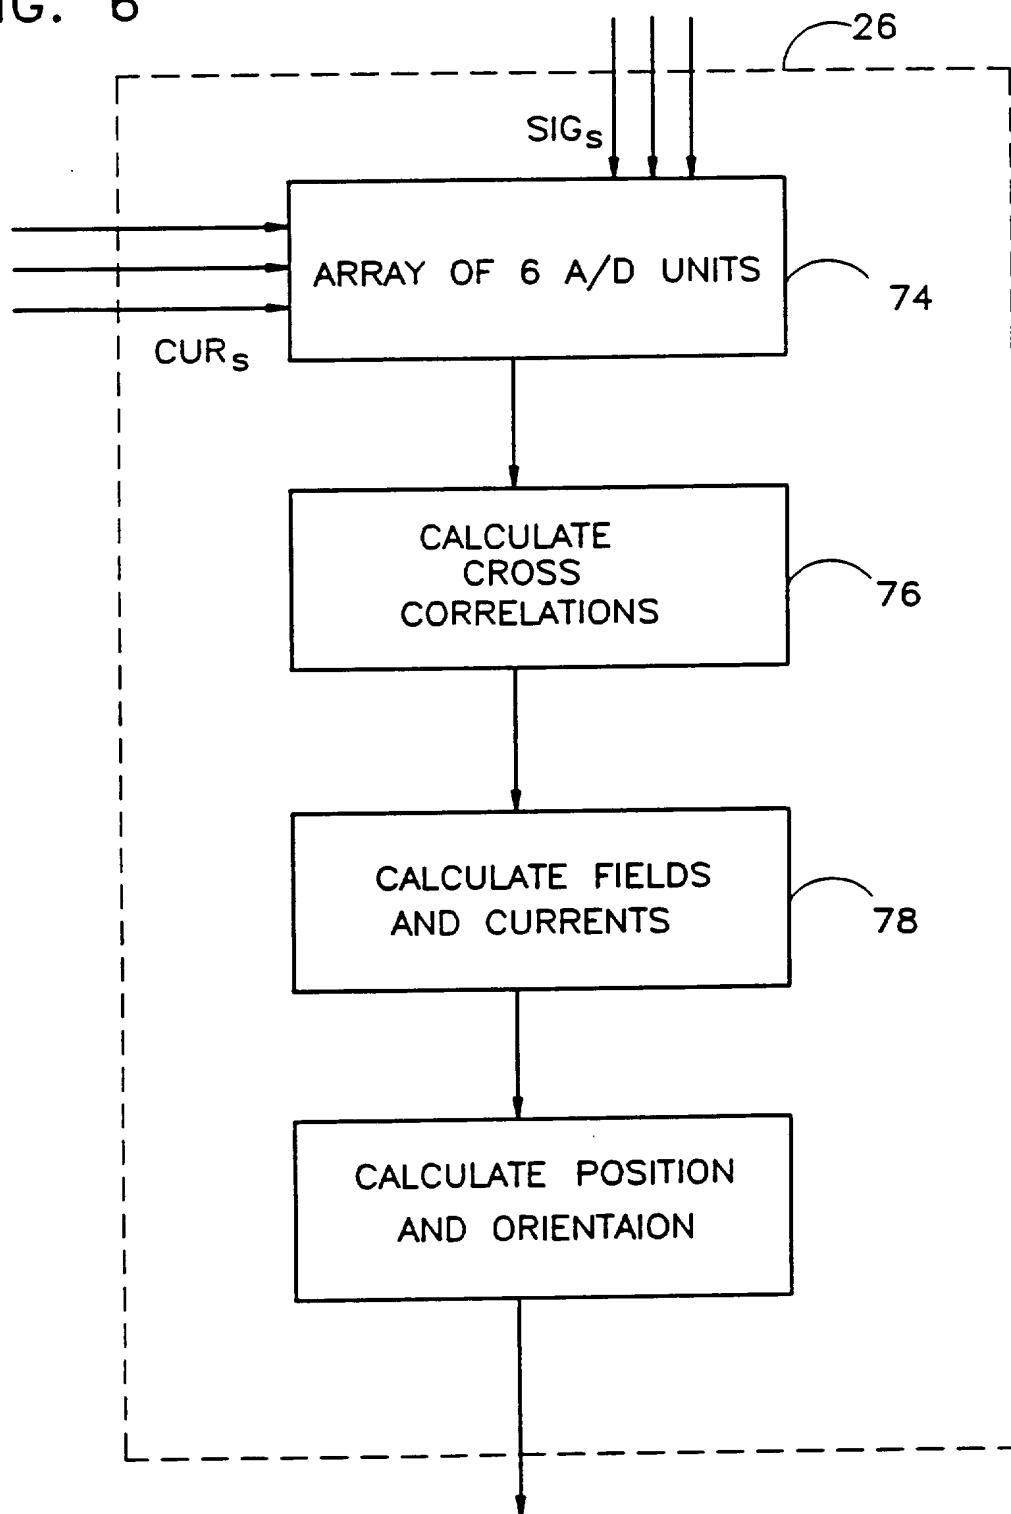 IG. 6
26
SIGs
ARRAY OF 6 A/D UNITS
74
CURs
CALCULATE
CROSS
CORRELATIONS
76
CALCULATE FIELDS
AND CURRENTS
78
CALCULATE POSITION
AND ORIENTAION